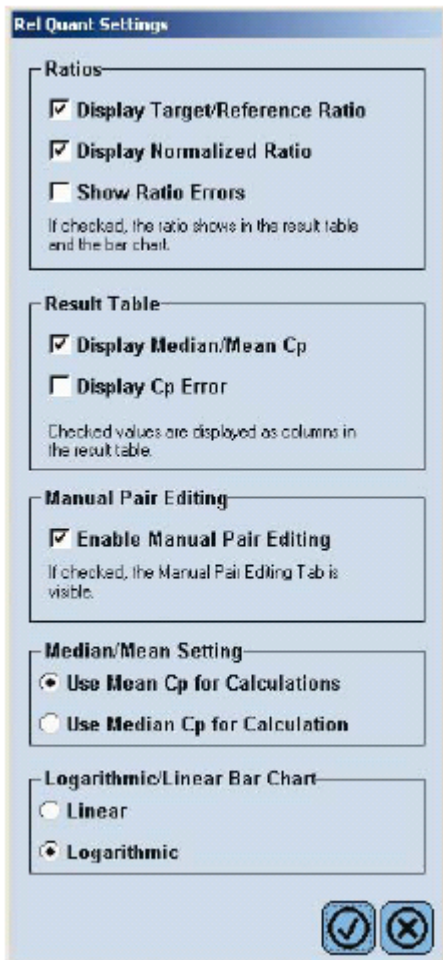 Rel Quant Settings
Ratios
Display Target/Reference Ratio
Display Normalized Ratio
Show Ratio Errors
If checked, the ratio shows in the result table
and the bar chart.
Result Table
Display Median/Mean Cp
Display Cp Error
Checked values are displayed as columns in
the result table.
Manual Pair Editing
Enable Manual Pair Editing
If checked, the Manual Pair Editing Tab is
visible.
Median/Mean Setting
Use Mean Cp for Calculations
Use Median Cp for Calculation
Logarithmic/Linear Bar Chart
Linear
Logarithmic